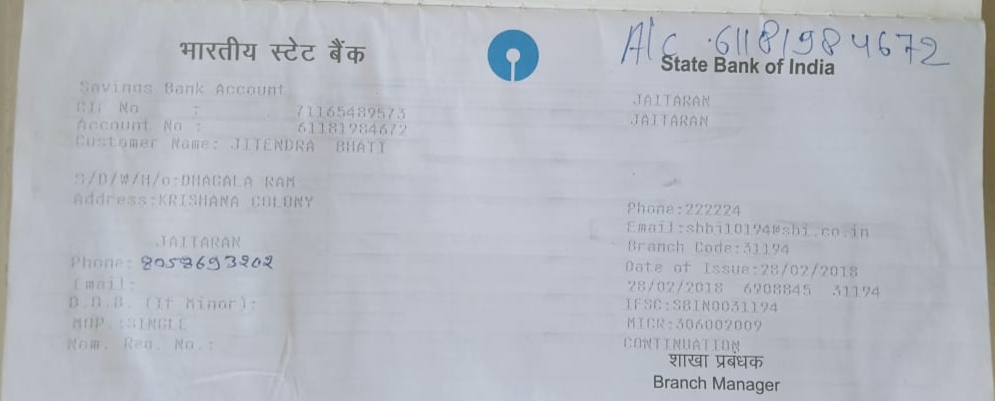 भारतीय स्टेट बैंक
A/C .61181984672
State Bank of India
Savings Bank Account
CIF No : 71165489573
Account No : 61181984672
Customer Name: JITENDRA BHATI
S/D/W/H/o:DHAGALA RAM
Address:KRISHANA COLONY
JAITARAN
Phone: 8058693202
Email:
D.O.B. (If Minor):
MOP.:SINGLE
Nom. Reg. No.:
JAITARAN
JAITARAN
Phone:222224
Email:sbbj10194@sbi.co.in
Branch Code:31194
Date of Issue:28/02/2018
28/02/2018 6908845 31194
IFSC:SBIN0031194
MICR:306002009
CONTINUATION
शाखा प्रबंधक
Branch Manager